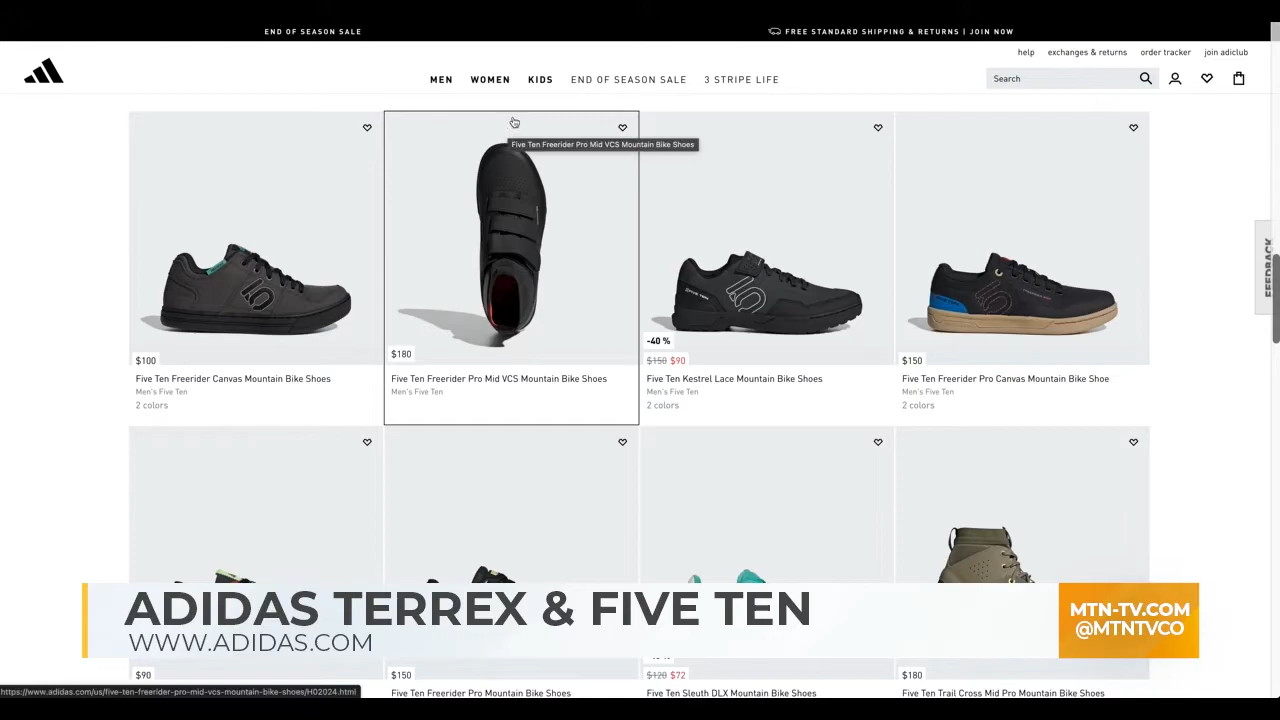 END OF SEASON SALE
FREE STANDARD SHIPPING & RETURNS | JOIN NOW
help exchanges & returns order tracker join adiclub
MEN WOMEN KIDS END OF SEASON SALE 3 STRIPE LIFE
Search
Five Ten Freerider Pro Mid VCS Mountain Bike Shoes
FEEDBACK
FIVE TEN
-40 %
$100
$180
$150 $90
$150
Five Ten Freerider Canvas Mountain Bike Shoes
Men's Five Ten
2 colors
Five Ten Freerider Pro Mid VCS Mountain Bike Shoes
Men's Five Ten
Five Ten Kestrel Lace Mountain Bike Shoes
Men's Five Ten
2 colors
Five Ten Freerider Pro Canvas Mountain Bike Shoe
Men's Five Ten
2 colors
ADIDAS TERREX & FIVE TEN
WWW.ADIDAS.COM
MTN-TV.COM
@MTNTVCO
$90
$150
$120 $72
$180
https://www.adidas.com/us/five-ten-freerider-pro-mid-vcs-mountain-bike-shoes/H02024.html
Five Ten Freerider Pro Mountain Bike Shoes
Five Ten Sleuth DLX Mountain Bike Shoes
Five Ten Trail Cross Mid Pro Mountain Bike Shoes